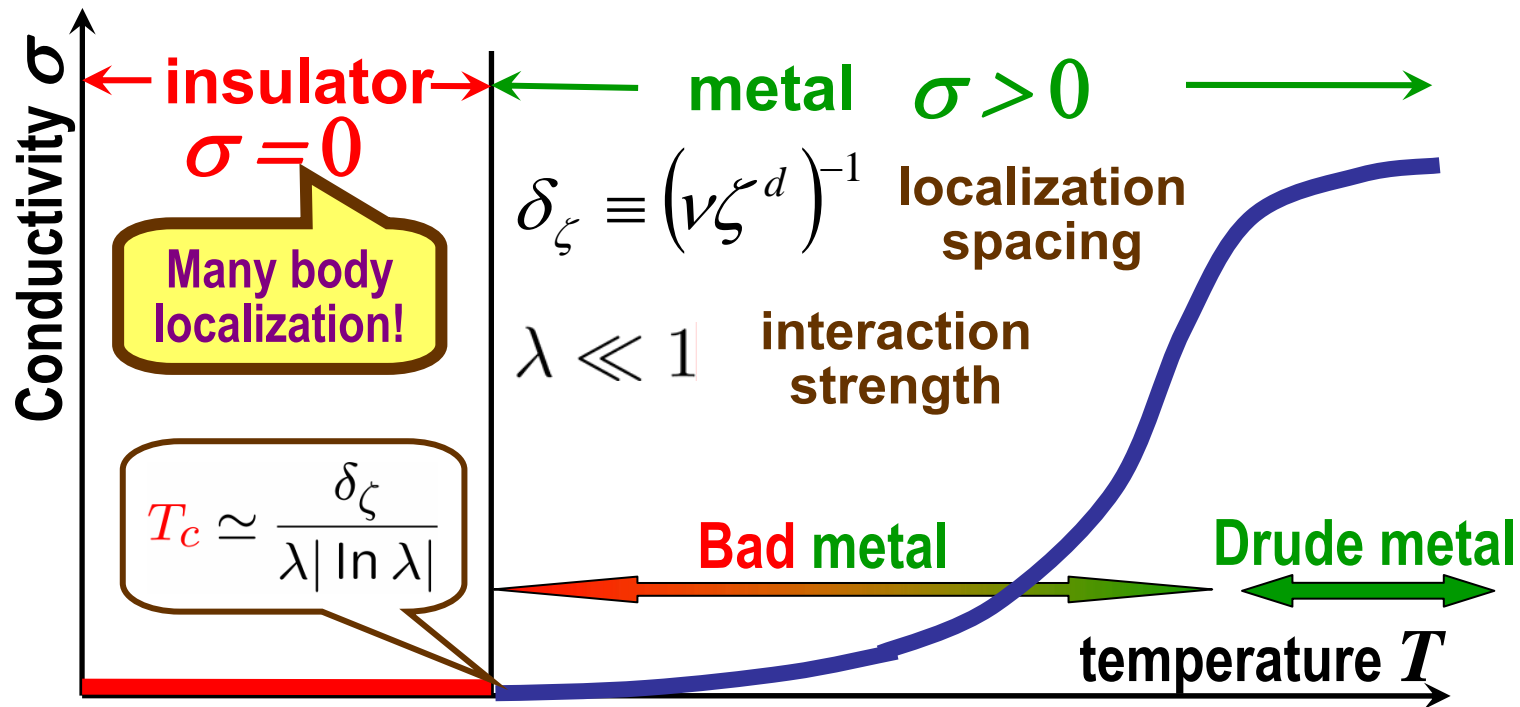 Conductivity σ
insulator
σ = 0
metal σ > 0
δ_ζ ≡ (νζ^d)^−1
localization
spacing
Many body
localization!
λ ≪ 1
interaction
strength
T_c ≃ δ_ζ / λ| ln λ|
Bad metal
Drude metal
temperature T